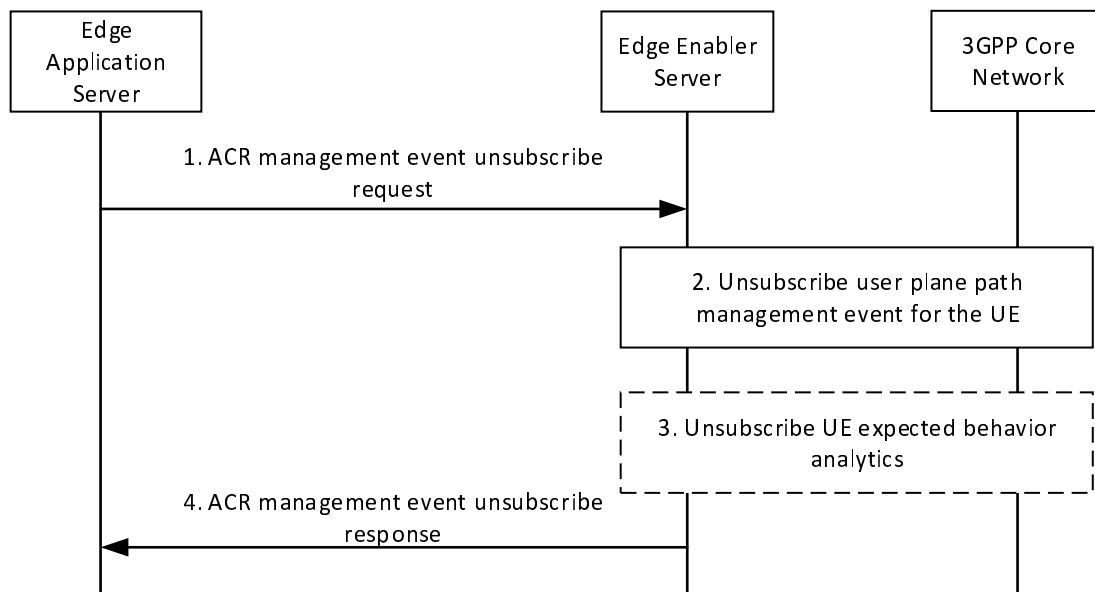 Edge
Application
Server
Edge Enabler
Server
3GPP Core
Network
1. ACR management event unsubscribe
request
2. Unsubscribe user plane path
management event for the UE
3. Unsubscribe UE expected behavior
analytics
4. ACR management event unsubscribe
response